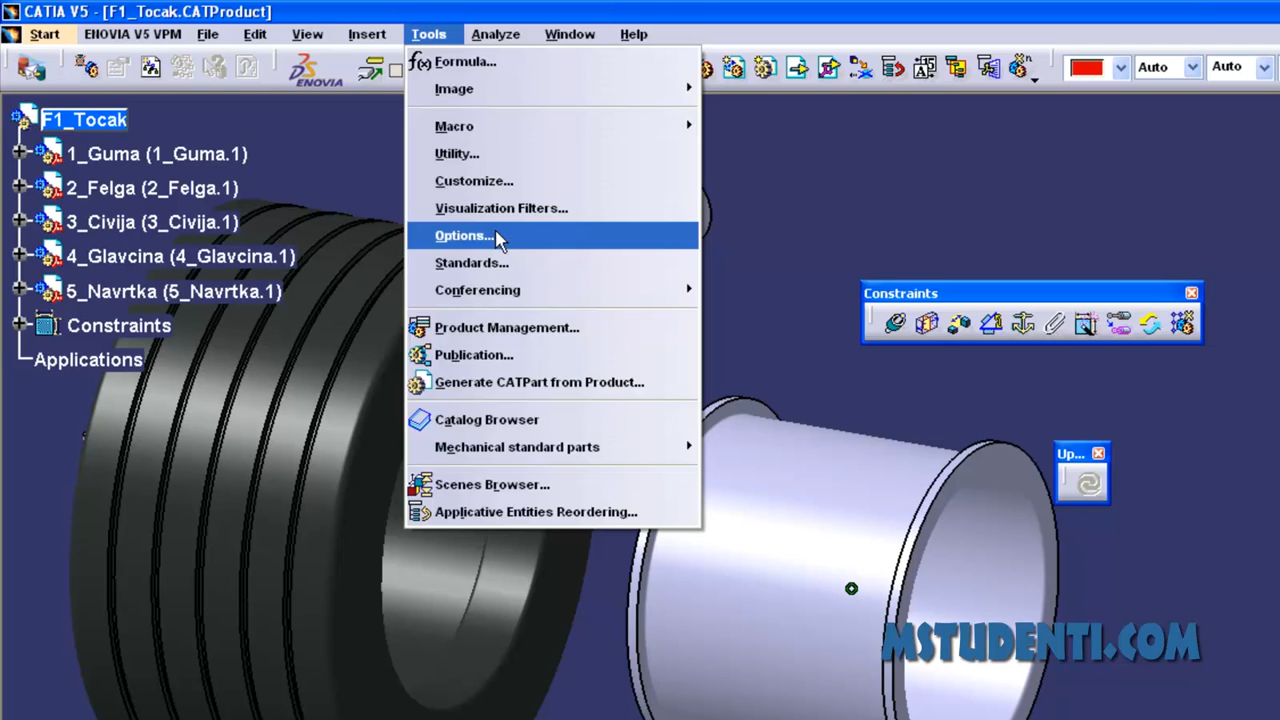 CATIA V5 - [F1_Tocak.CATProduct]
Start ENOVIA V5 VPM File Edit View Insert Tools Analyze Window Help
ENOVIA
Auto Auto
f(x) Formula...
Image
Macro
Utility...
Customize...
Visualization Filters...
Options...
Standards...
Conferencing
Product Management...
Publication...
Generate CATPart from Product...
Catalog Browser
Mechanical standard parts
Scenes Browser...
Applicative Entities Reordering...
F1_Tocak
1_Guma (1_Guma.1)
2_Felga (2_Felga.1)
3_Civija (3_Civija.1)
4_Glavcina (4_Glavcina.1)
5_Navrtka (5_Navrtka.1)
Constraints
Applications
Constraints
Up...
MSTUDENTI.COM